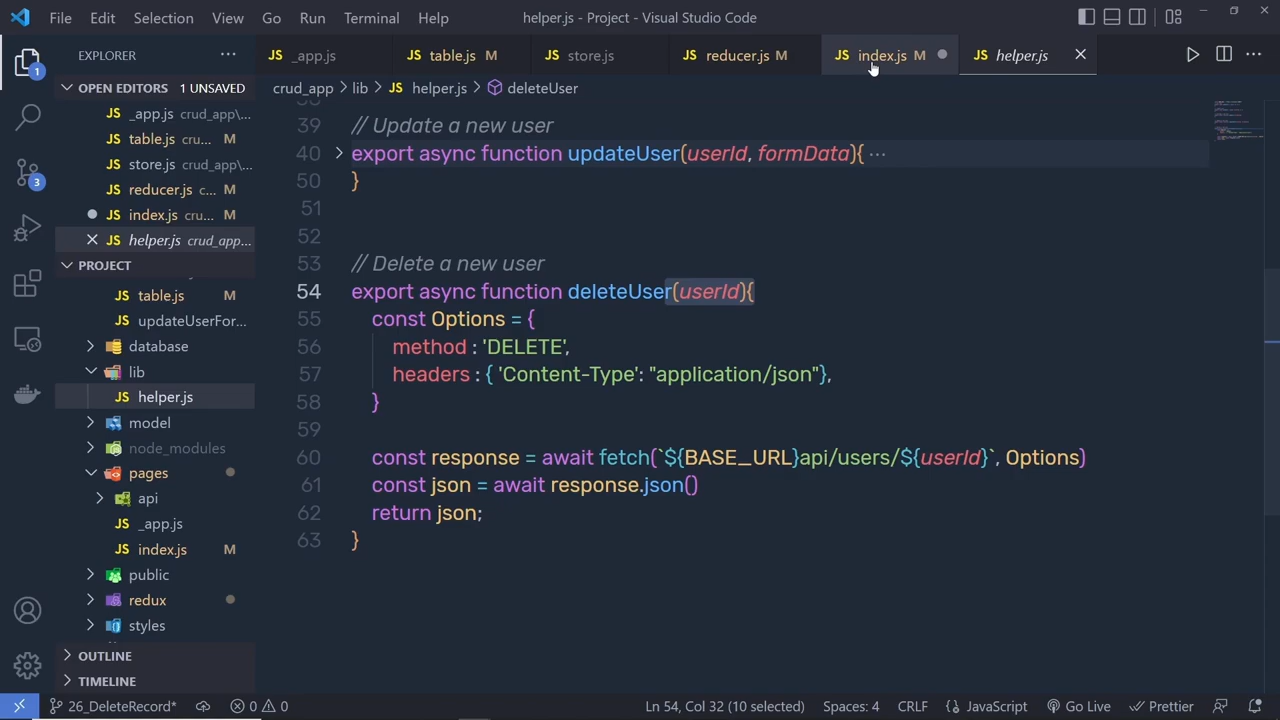 File Edit Selection View Go Run Terminal Help
helper.js - Project - Visual Studio Code
EXPLORER
_app.js
table.js M
store.js
reducer.js M
index.js M
helper.js
OPEN EDITORS 1 UNSAVED
crud_app > lib > helper.js > deleteUser
_app.js crud_app\...
table.js cru... M
store.js crud_ap...
reducer.js c... M
index.js cru... M
helper.js crud_app...
PROJECT
table.js
updateUserFor...
database
lib
helper.js
model
node_modules
pages
api
_app.js
index.js M
public
redux
styles
OUTLINE
TIMELINE
1
3
39 // Update a new user
40 export async function updateUser(userId, formData){ ...
50 }
51
52
53 // Delete a new user
54 export async function deleteUser(userId){
55 const Options = {
56 method : 'DELETE',
57 headers : { 'Content-Type': "application/json"},
58 }
59
60 const response = await fetch(`${BASE_URL}api/users/${userId}`, Options)
61 const json = await response.json()
62 return json;
63 }
26_DeleteRecord* 0 0 Ln 54, Col 32 (10 selected) Spaces: 4 CRLF JavaScript Go Live Prettier